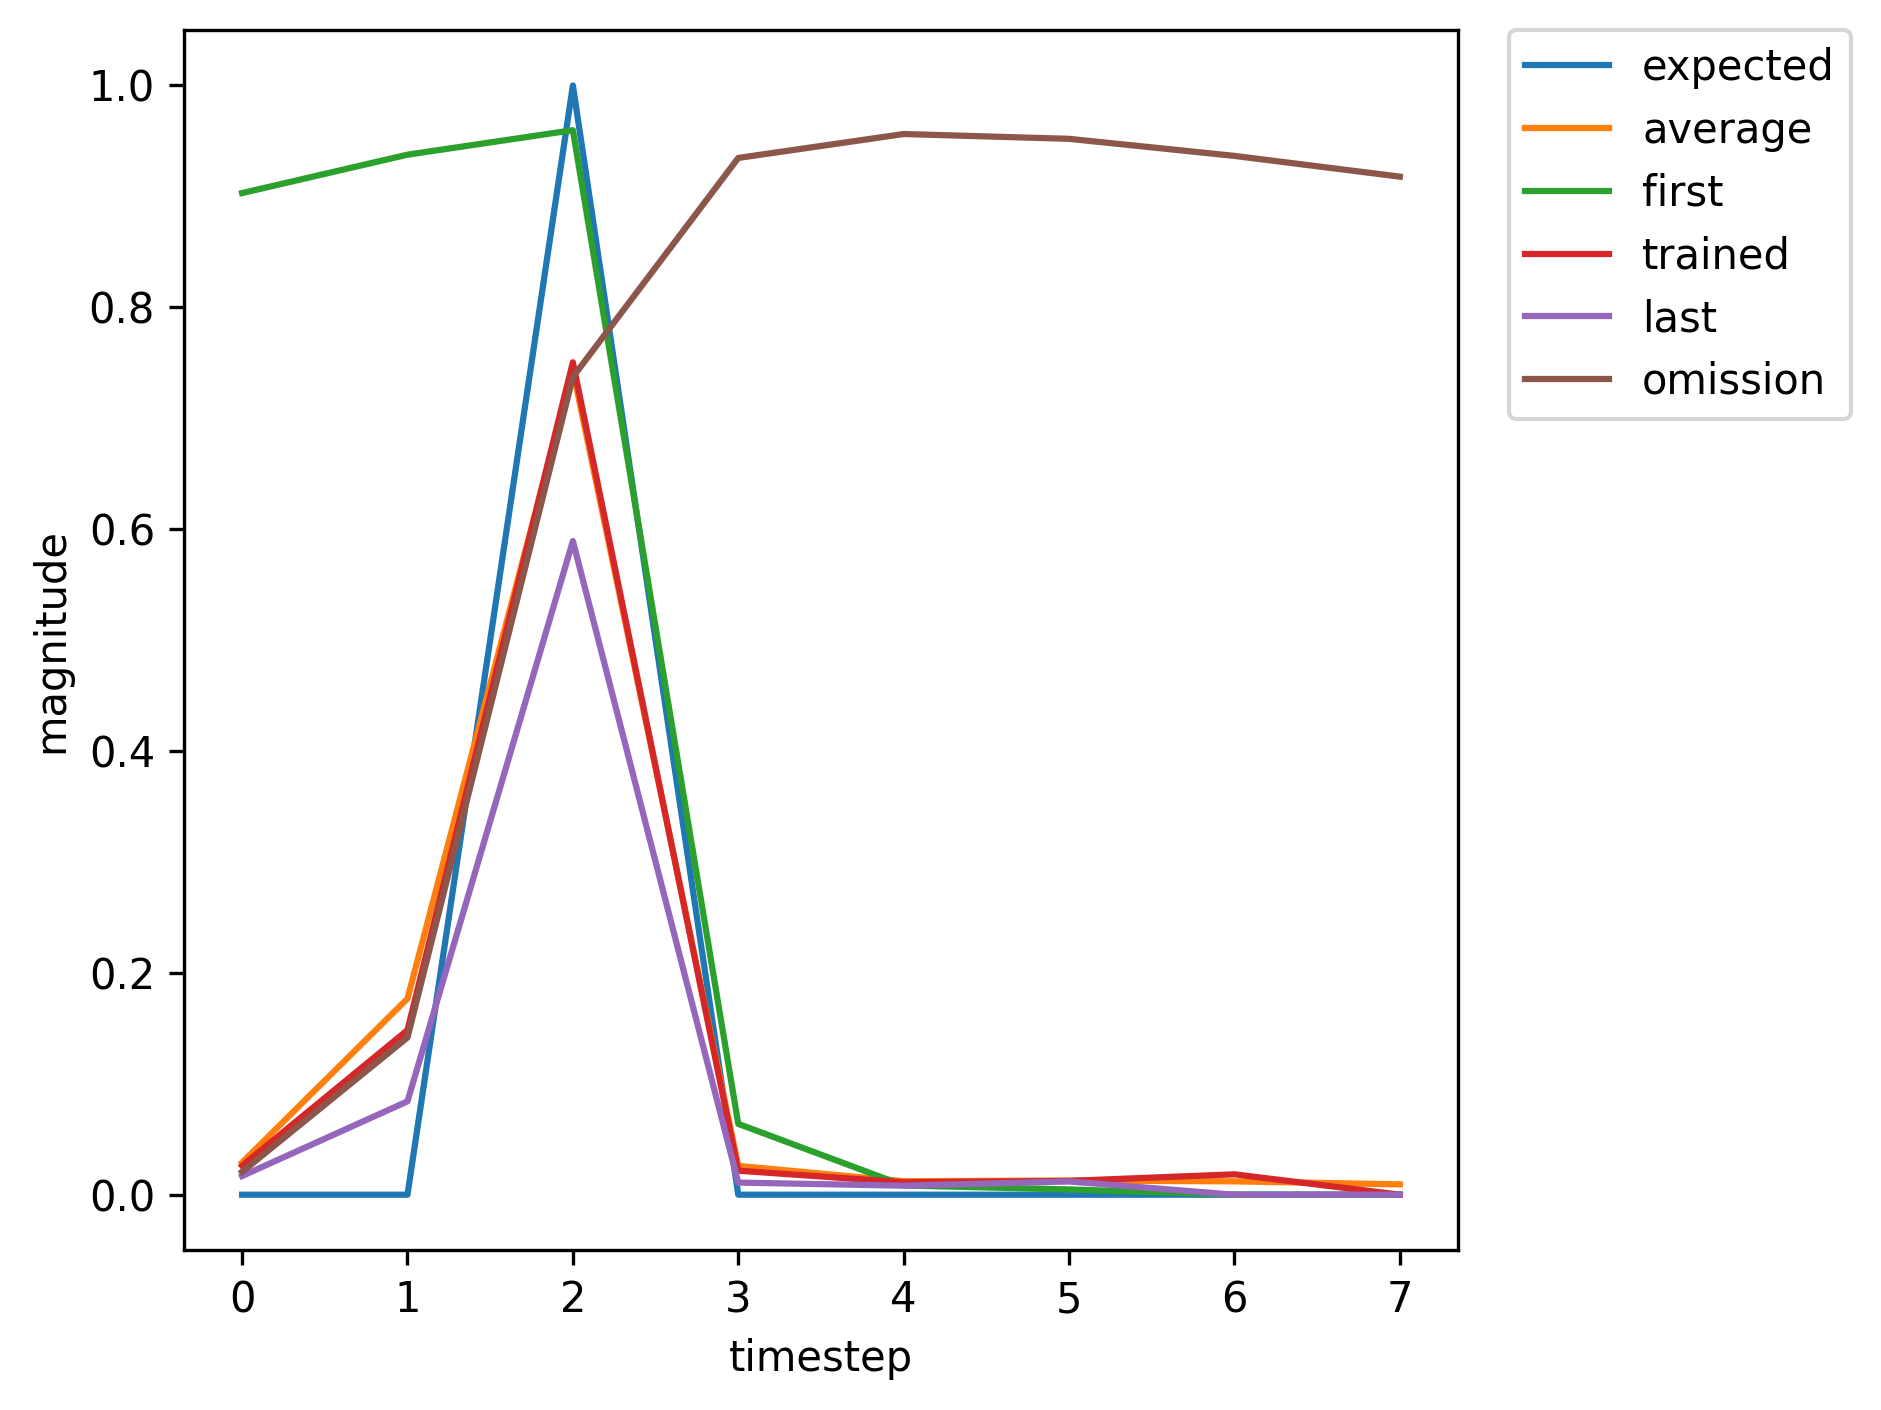 1.0
0.8
0.6
0.4
0.2
0.0
magnitude
0 1 2 3 4 5 6 7
timestep
expected
average
first
trained
last
omission